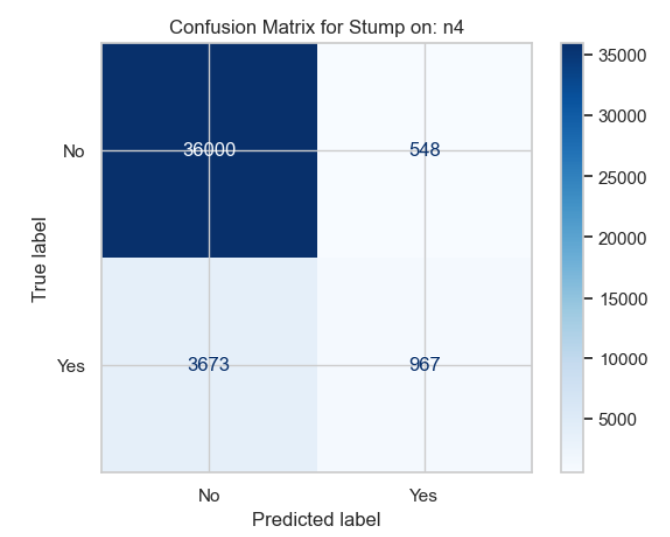 Confusion Matrix for Stump on: n4
No
36000
548
Yes
3673
967
No
Yes
Predicted label
True label
35000
30000
25000
20000
15000
10000
5000